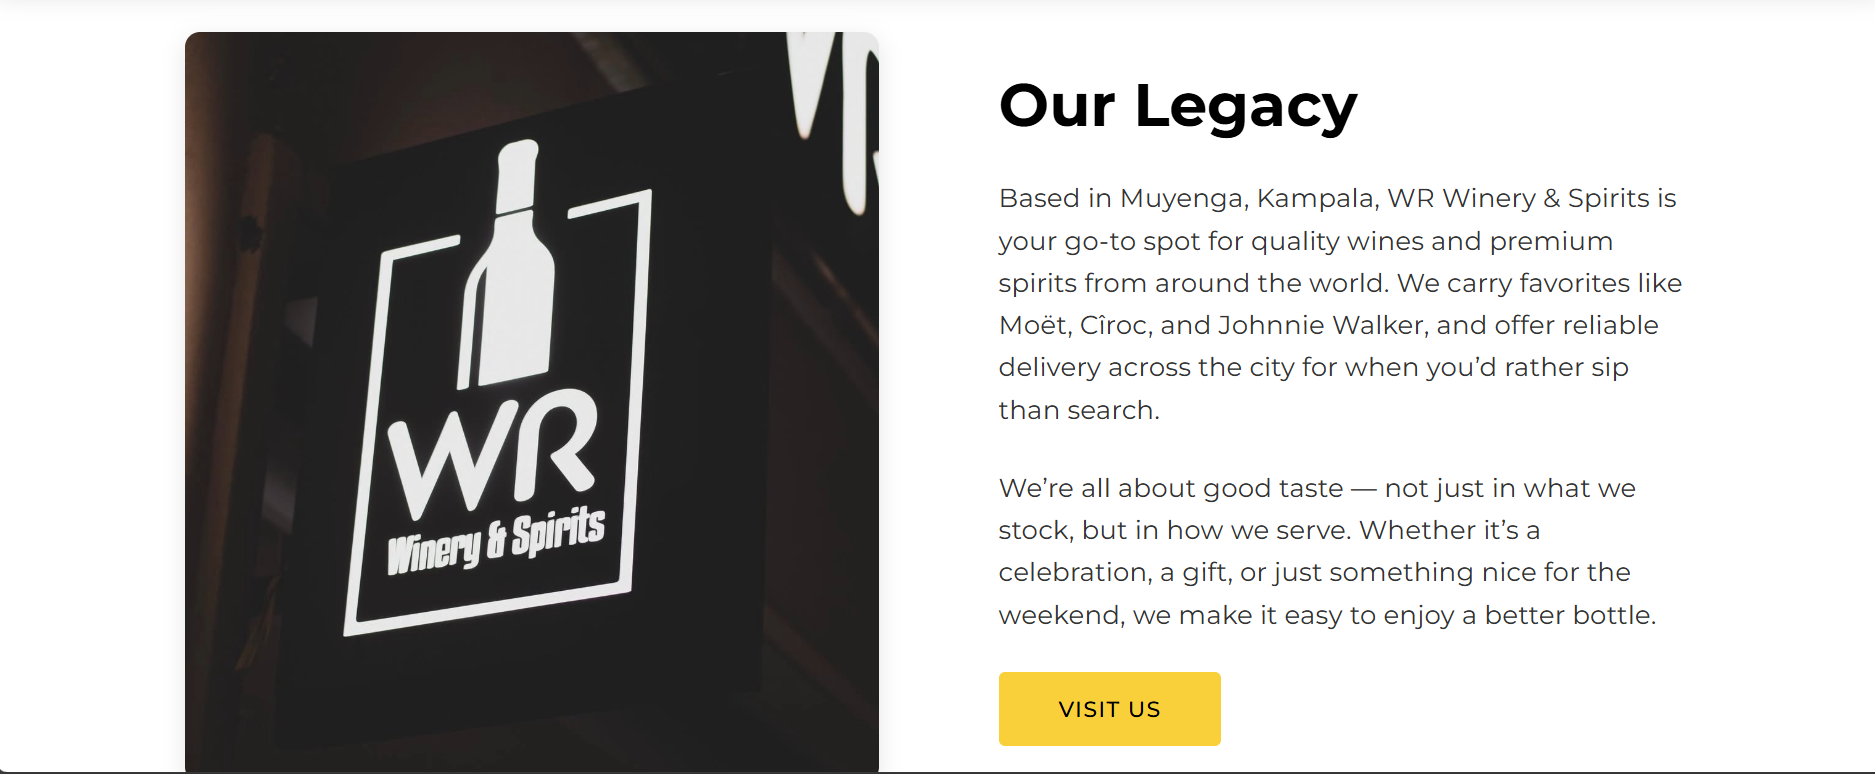 WR
Winery & Spirits
Our Legacy
Based in Muyenga, Kampala, WR Winery & Spirits is
your go-to spot for quality wines and premium
spirits from around the world. We carry favorites like
Moët, Cîroc, and Johnnie Walker, and offer reliable
delivery across the city for when you’d rather sip
than search.
We’re all about good taste — not just in what we
stock, but in how we serve. Whether it’s a
celebration, a gift, or just something nice for the
weekend, we make it easy to enjoy a better bottle.
VISIT US